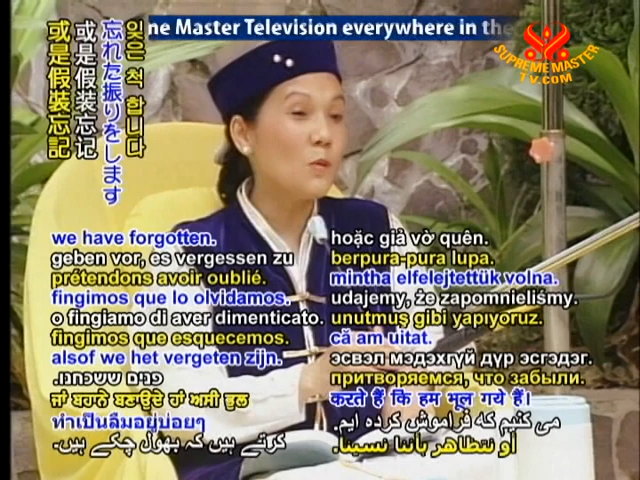 ne Master Television everywhere in the
SUPREME MASTER
TV.COM
잊은 척 합니다
忘れた振りをします
或是假装忘记
或是假裝忘記
we have forgotten.
geben vor, es vergessen zu
prétendons avoir oublié.
fingimos que lo olvidamos.
o fingiamo di aver dimenticato.
fingimos que esquecemos.
alsof we het vergeten zijn.
כנים ששכחנו.
ਜਾਂ ਬਹਾਨੇ ਬਣਾਉਦੇ ਹਾਂ ਅਸੀ ਭੁਲ
ทำเป็นลืมอยู่บ่อยๆ
کرتے ہیں کہ بھول چکے ہیں.
hoặc giả vờ quên.
berpura-pura lupa.
mintha elfelejtettük volna.
udajemy, że zapomnieliśmy.
unutmuş gibi yapıyoruz.
că am uitat.
эсвэл мэдэхгүй дүр эсгэдэг.
притворяемся, что забыли.
करते हैं कि हम भूल गये हैं।
می کنیم که فراموش کرده ایم.
أو نتظاهر بأننا نسينا.